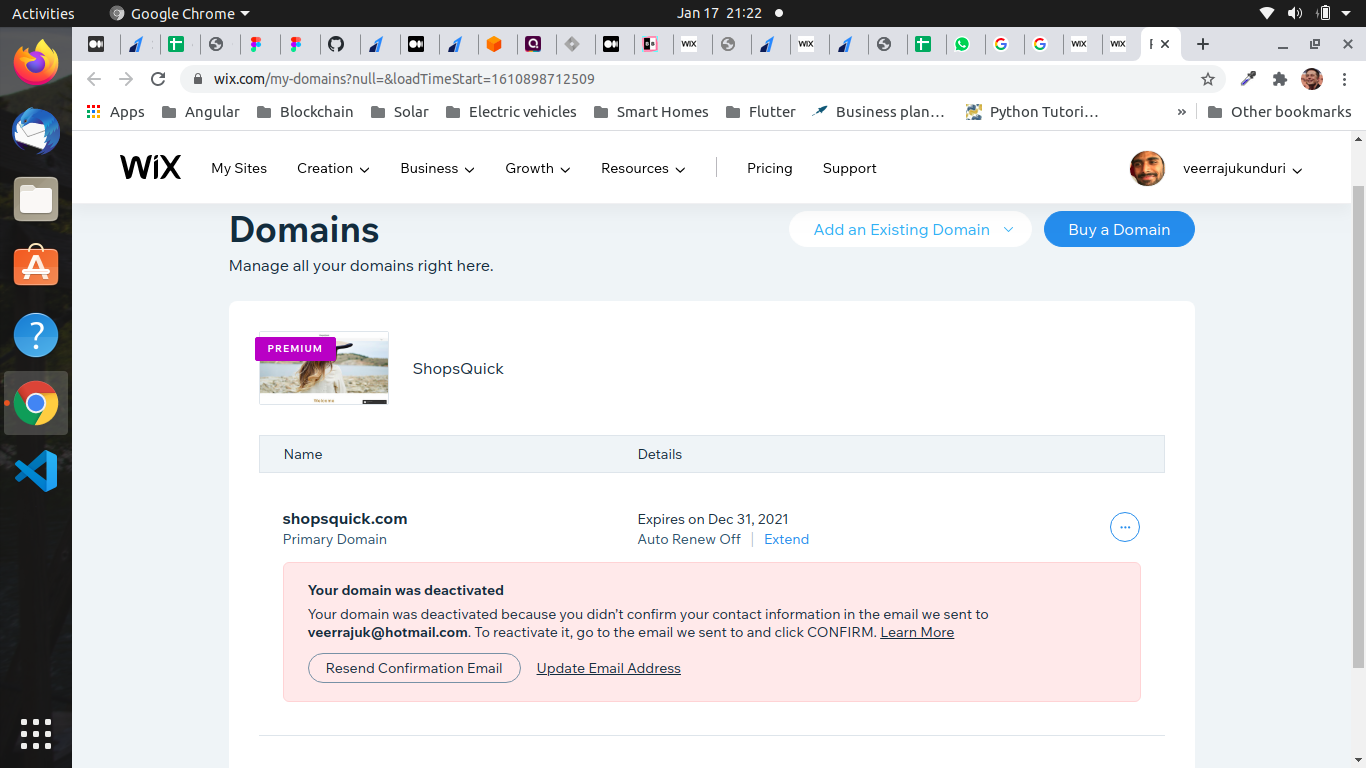 Activities
Google Chrome
Jan 17 21:22
wix.com/my-domains?null=&loadTimeStart=1610898712509
Apps
Angular
Blockchain
Solar
Electric vehicles
Smart Homes
Flutter
Business plan…
Python Tutori…
»
Other bookmarks
WiX
My Sites
Creation
Business
Growth
Resources
Pricing
Support
veerrajukunduri
Domains
Add an Existing Domain
Buy a Domain
Manage all your domains right here.
PREMIUM
Welcome
ShopsQuick
Name
Details
shopsquick.com
Expires on Dec 31, 2021
Primary Domain
Auto Renew Off
Extend
Your domain was deactivated
Your domain was deactivated because you didn’t confirm your contact information in the email we sent to
veerrajuk@hotmail.com. To reactivate it, go to the email we sent to and click CONFIRM. Learn More
Resend Confirmation Email
Update Email Address